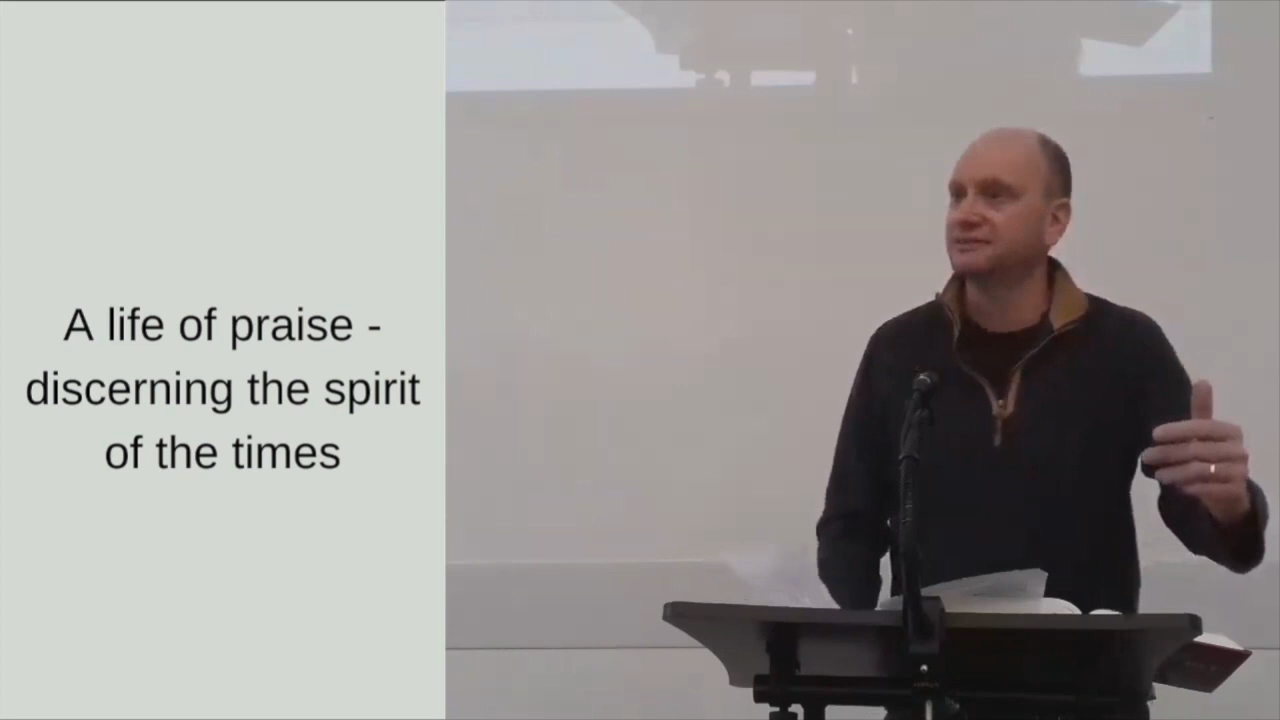 A life of praise -
discerning the spirit
of the times